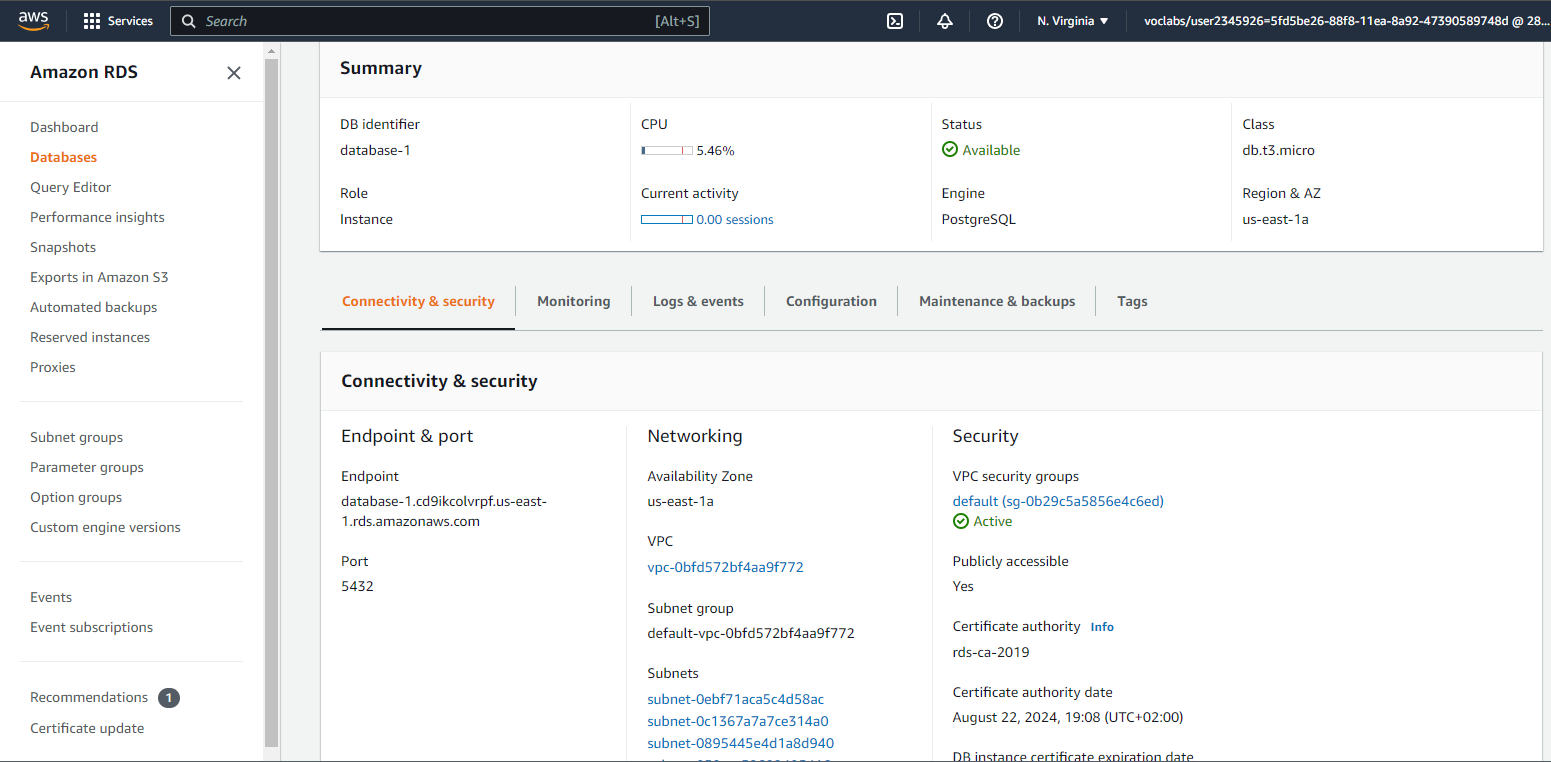 aws
Services
Search
[Alt+S]
N. Virginia
voclabs/user2345926=5fd5be26-88f8-11ea-8a92-47390589748d @ 28...
Amazon RDS
Dashboard
Databases
Query Editor
Performance insights
Snapshots
Exports in Amazon S3
Automated backups
Reserved instances
Proxies
Subnet groups
Parameter groups
Option groups
Custom engine versions
Events
Event subscriptions
Recommendations 1
Certificate update
Summary
DB identifier
database-1
Role
Instance
CPU
5.46%
Current activity
0.00 sessions
Status
Available
Engine
PostgreSQL
Class
db.t3.micro
Region & AZ
us-east-1a
Connectivity & security
Monitoring
Logs & events
Configuration
Maintenance & backups
Tags
Connectivity & security
Endpoint & port
Endpoint
database-1.cd9ikcolvrpf.us-east-
1.rds.amazonaws.com
Port
5432
Networking
Availability Zone
us-east-1a
VPC
vpc-0bfd572bf4aa9f772
Subnet group
default-vpc-0bfd572bf4aa9f772
Subnets
subnet-0ebf71aca5c4d58ac
subnet-0c1367a7a7ce314a0
subnet-0895445e4d1a8d940
Security
VPC security groups
default (sg-0b29c5a5856e4c6ed)
Active
Publicly accessible
Yes
Certificate authority Info
rds-ca-2019
Certificate authority date
August 22, 2024, 19:08 (UTC+02:00)
DB instance certificate expiration date